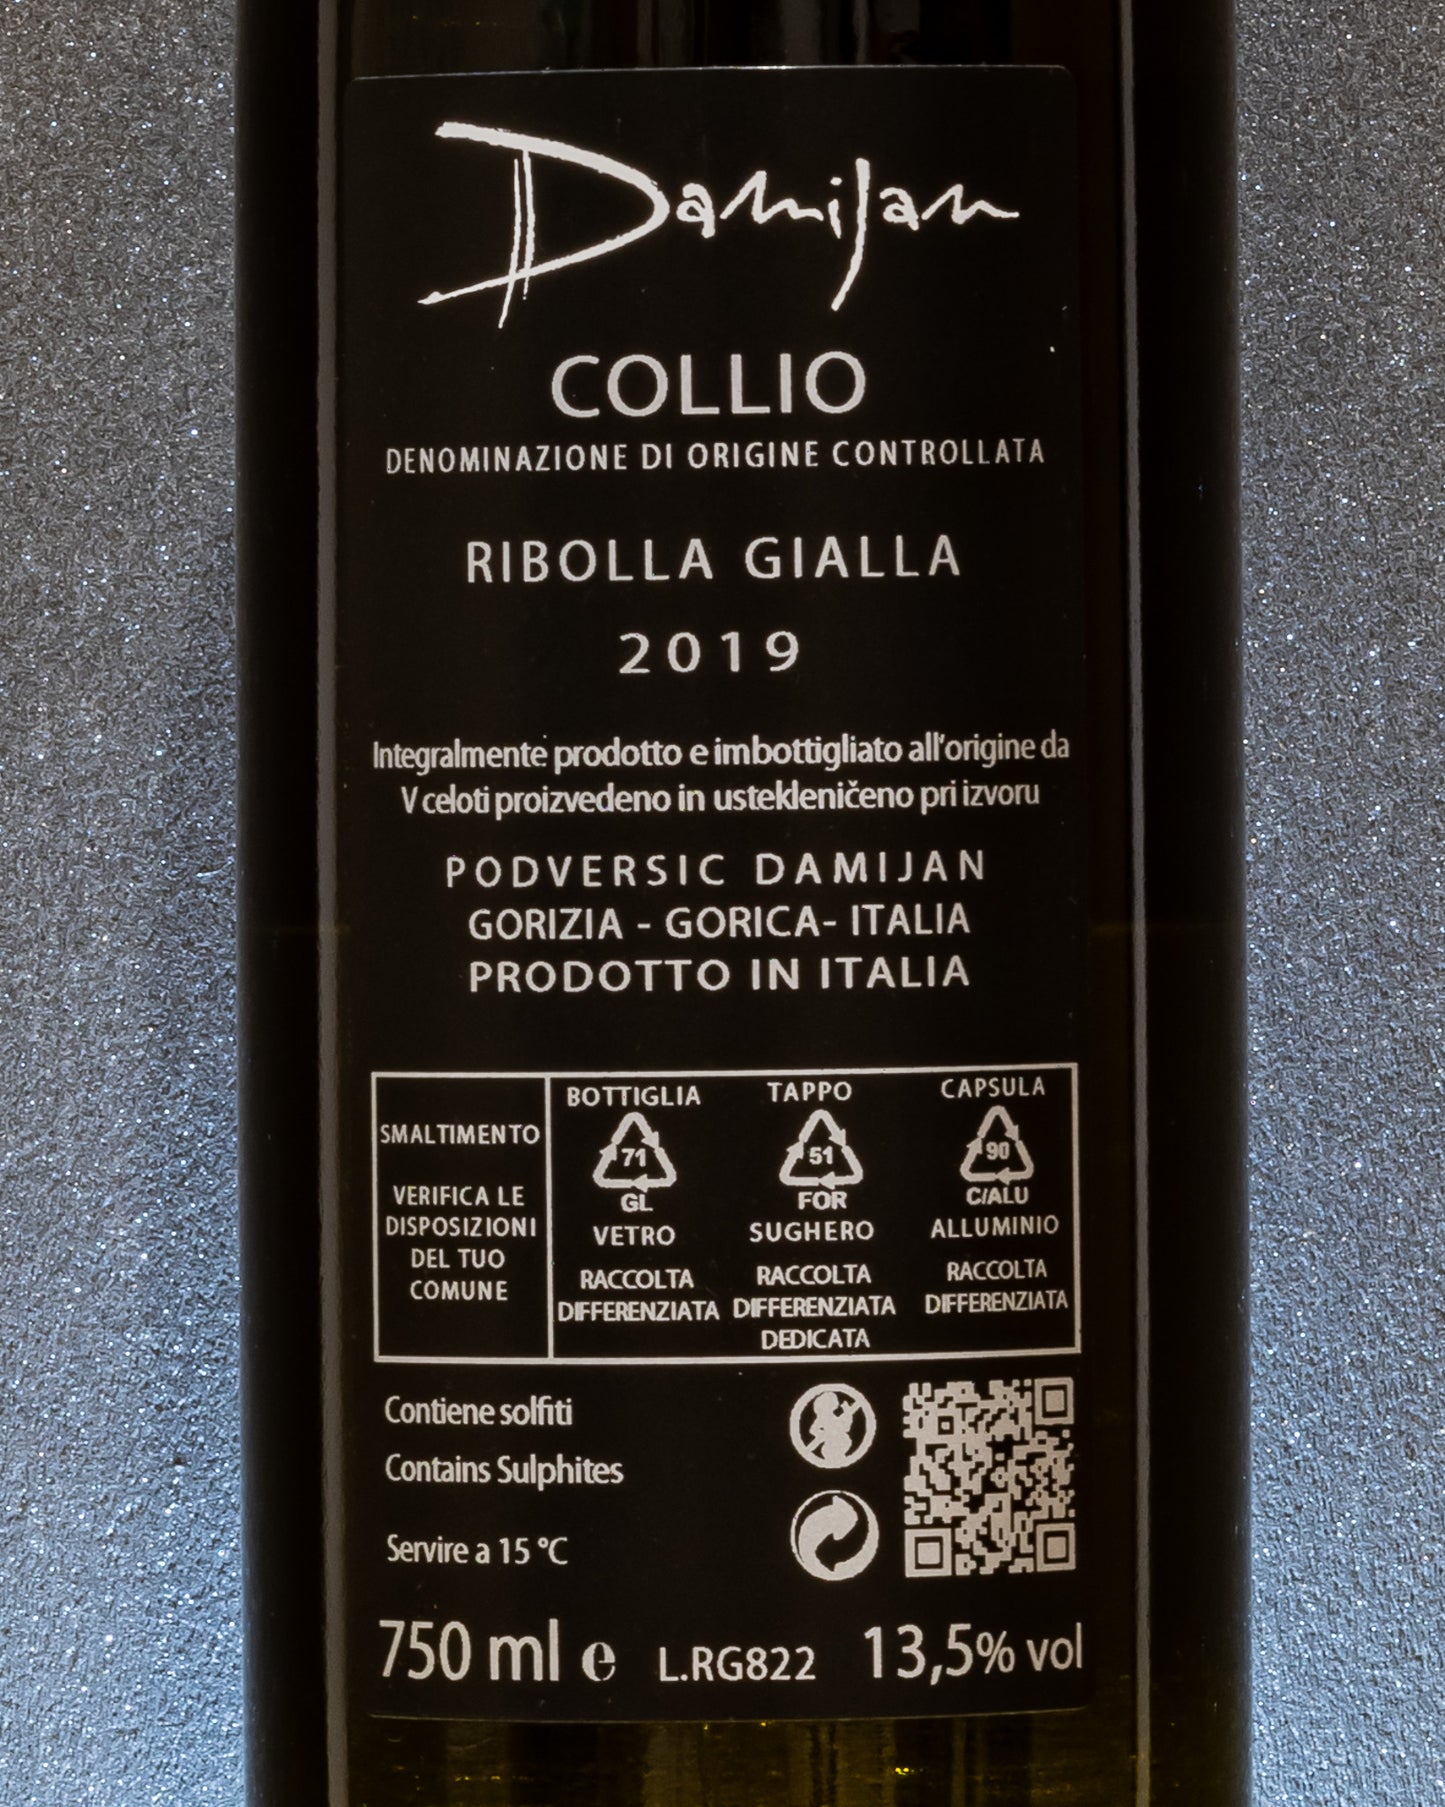 Damijan
COLLIO
DENOMINAZIONE DI ORIGINE CONTROLLATA
RIBOLLA GIALLA
2019
Integralmente prodotto e imbottigliato all'origine da
V celoti proizvedeno in ustekleničeno pri izvoru
PODVERSIC DAMIJAN
GORIZIA - GORICA- ITALIA
PRODOTTO IN ITALIA
SMALTIMENTO
VERIFICA LE
DISPOSIZIONI
DEL TUO
COMUNE
BOTTIGLIA
71
GL
VETRO
RACCOLTA
DIFFERENZIATA
TAPPO
51
FOR
SUGHERO
RACCOLTA
DIFFERENZIATA
DEDICATA
CAPSULA
90
C/ALU
ALLUMINIO
RACCOLTA
DIFFERENZIATA
Contiene solfiti
Contains Sulphites
Servire a 15 °C
750 ml e L.RG822 13,5% vol